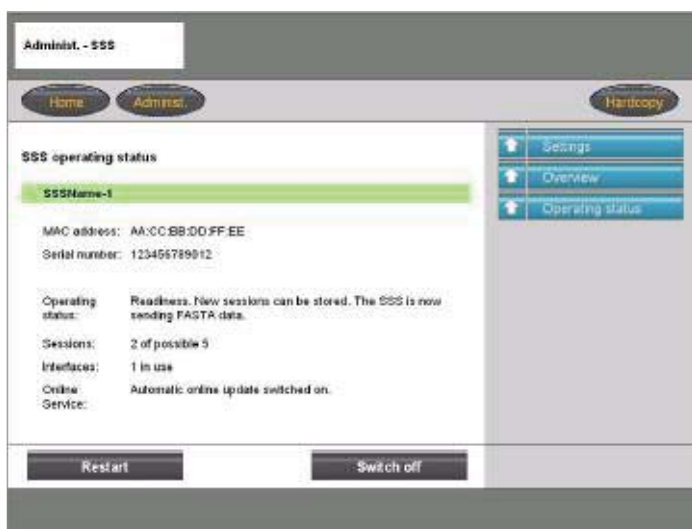 Administ. - SSS
Home
Administ.
Hardcopy
SSS operating status
SSSName-1
MAC address: AA:CC:BB:DD:FF:EE
Serial number: 123456789012
Operating status: Readiness. New sessions can be stored. The SSS is now
sending FASTA data.
Sessions: 2 of possible 5
Interfaces: 1 in use
Online Service: Automatic online update switched on.
Settings
Overview
Operating status
Restart
Switch off